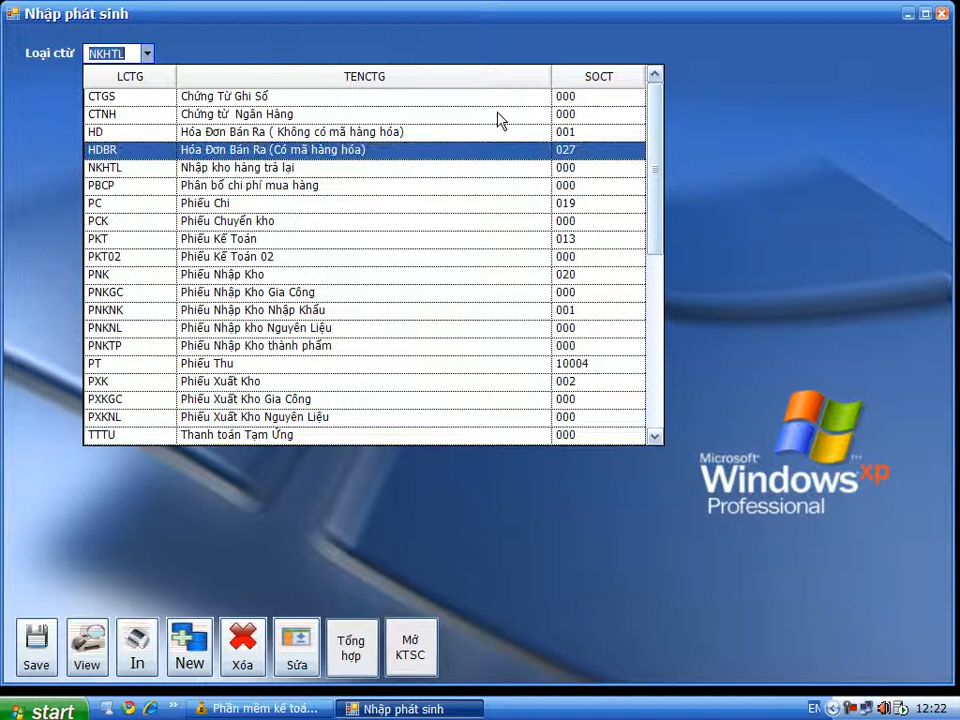 Nhập phát sinh
Loại ctừ NKHTL
LCTG TENCTG SOCT
CTGS Chứng Từ Ghi Sổ 000
CTNH Chứng từ Ngân Hàng 000
HD Hóa Đơn Bán Ra ( Không có mã hàng hóa) 001
HDBR Hóa Đơn Bán Ra (Có mã hàng hóa) 027
NKHTL Nhập kho hàng trả lại 000
PBCP Phân bổ chi phí mua hàng 000
PC Phiếu Chi 019
PCK Phiếu Chuyển kho 000
PKT Phiếu Kế Toán 013
PKT02 Phiếu Kế Toán 02 000
PNK Phiếu Nhập Kho 020
PNKGC Phiếu Nhập Kho Gia Công 000
PNKNK Phiếu Nhập Kho Nhập Khẩu 001
PNKNL Phiếu Nhập kho Nguyên Liệu 000
PNKTP Phiếu Nhập Kho thành phẩm 000
PT Phiếu Thu 10004
PXK Phiếu Xuất Kho 002
PXKGC Phiếu Xuất Kho Gia Công 000
PXKNL Phiếu Xuất Kho Nguyên Liệu 000
TTTU Thanh toán Tạm Ứng 000
Microsoft
Windows xp
Professional
Save View In New Xóa Sửa Tổng hợp Mở KTSC
start Phần mềm kế toá... Nhập phát sinh EN 12:22